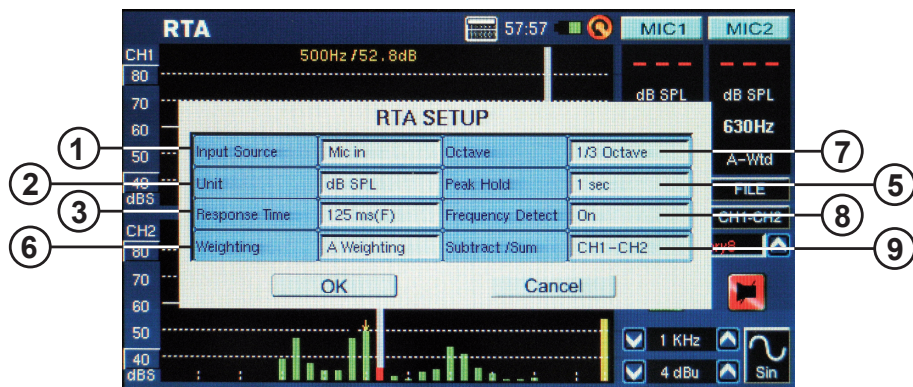 RTA 57:57 MIC1 MIC2
CH1 500Hz/52.8dB
80
70 dB SPL dB SPL
RTA SETUP
60 630Hz
1 Input Source Mic in Octave 1/3 Octave 7
50 A-Wtd
2 Unit dB SPL Peak Hold 1 sec 5
40 FILE
dBS
3 Response Time 125 ms(F) Frequency Detect On 8
CH1-CH2
CH2
6 Weighting A Weighting Subtract /Sum CH1-CH2 9
80
70 OK Cancel
60
50 1 KHz
40
dBS 4 dBu Sin